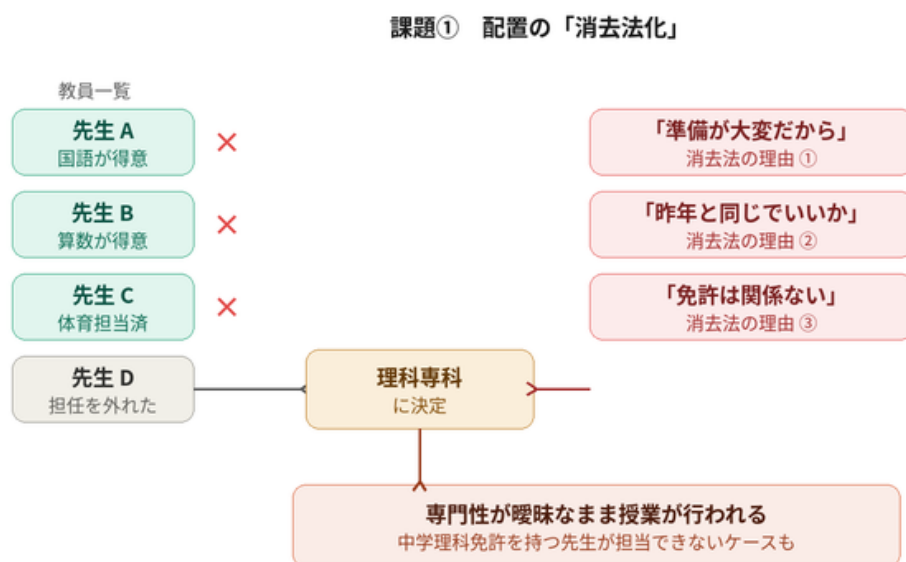 課題① 配置の「消去法化」
教員一覧
先生 A
国語が得意
先生 B
算数が得意
先生 C
体育担当済
先生 D
担任を外れた
理科専科
に決定
「準備が大変だから」
消去法の理由 ①
「昨年と同じでいいか」
消去法の理由 ②
「免許は関係ない」
消去法の理由 ③
専門性が曖昧なまま授業が行われる
中学理科免許を持つ先生が担当できないケースも